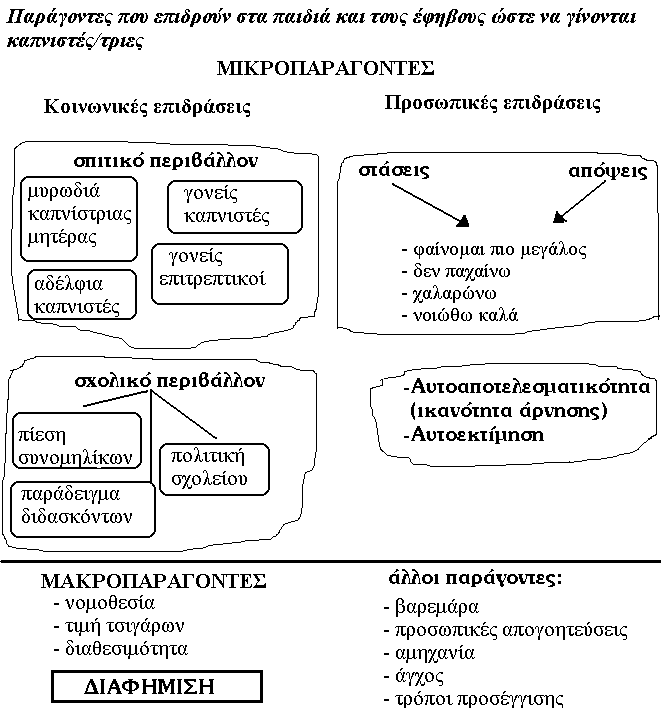 Παράγοντες που επιδρούν στα παιδιά και τους έφηβους ώστε να γίνονται
καπνιστές/τριες
ΜΙΚΡΟΠΑΡΑΓΟΝΤΕΣ
Κοινωνικές επιδράσεις
σπιτικό περιβάλλον
μυρωδιά
καπνίστριας
μητέρας
γονείς
καπνιστές
αδέλφια
καπνιστές
γονείς
επιτρεπτικοί
σχολικό περιβάλλον
πίεση
συνομηλίκων
πολιτική
σχολείου
παράδειγμα
διδασκόντων
Προσωπικές επιδράσεις
στάσεις
απόψεις
- φαίνομαι πιο μεγάλος
- δεν παχαίνω
- χαλαρώνω
- νοιώθω καλά
-Αυτοαποτελεσματικότητα
(ικανότητα άρνησης)
-Αυτοεκτίμηση
ΜΑΚΡΟΠΑΡΑΓΟΝΤΕΣ
- νομοθεσία
- τιμή τσιγάρων
- διαθεσιμότητα
ΔΙΑΦΗΜΙΣΗ
άλλοι παράγοντες:
- βαρεμάρα
- προσωπικές απογοητεύσεις
- αμηχανία
- άγχος
- τρόποι προσέγγισης